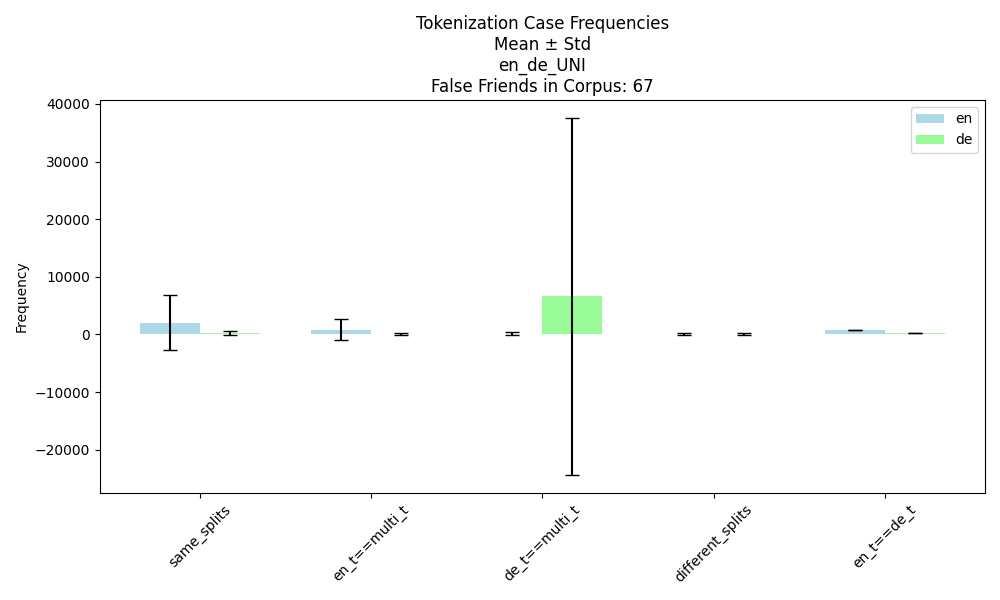 Tokenization Case Frequencies
Mean ± Std
en_de_UNI
False Friends in Corpus: 67
en
de
Frequency
40000
30000
20000
10000
0
−10000
−20000
same_splits
en_t==multi_t
de_t==multi_t
different_splits
en_t==de_t